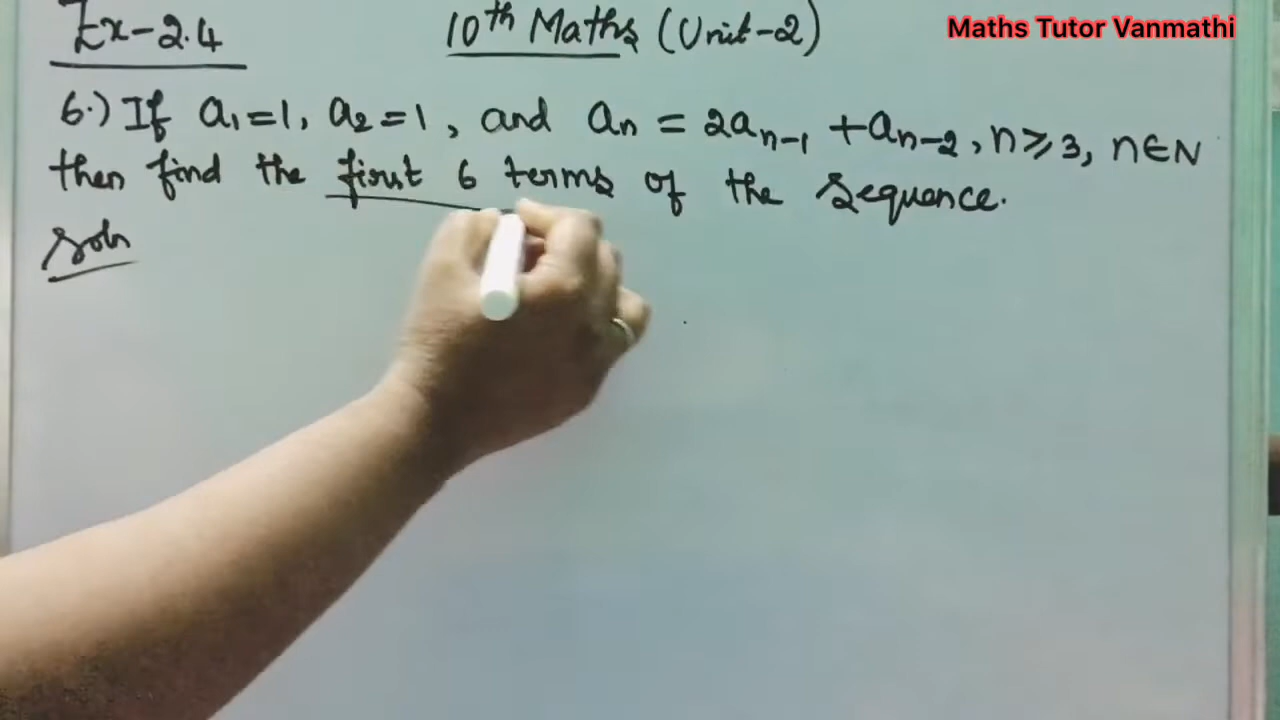 Ex-2.4 10th Maths (Unit-2) Maths Tutor Vanmathi
6.) If a₁=1, a₂=1, and aₙ = 2aₙ₋₁ + aₙ₋₂, n≥3, n∈N
then find the first 6 terms of the sequence.
Soln